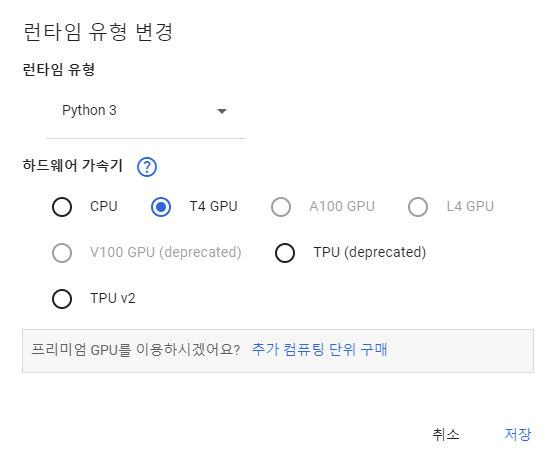 런타임 유형 변경
런타임 유형
Python 3
하드웨어 가속기 ?
CPU T4 GPU A100 GPU L4 GPU
V100 GPU (deprecated) TPU (deprecated)
TPU v2
프리미엄 GPU를 이용하시겠어요? 추가 컴퓨팅 단위 구매
취소 저장